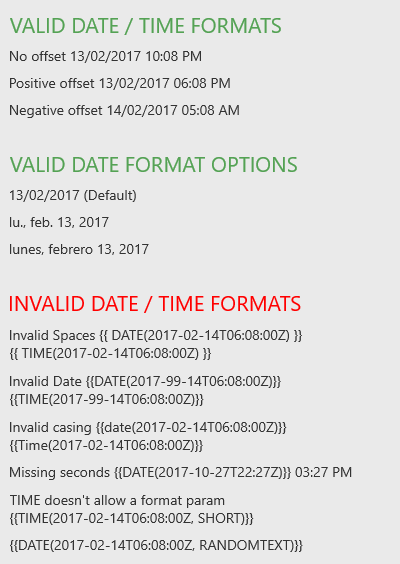 VALID DATE / TIME FORMATS
No offset 13/02/2017 10:08 PM
Positive offset 13/02/2017 06:08 PM
Negative offset 14/02/2017 05:08 AM
VALID DATE FORMAT OPTIONS
13/02/2017 (Default)
lu., feb. 13, 2017
lunes, febrero 13, 2017
INVALID DATE / TIME FORMATS
Invalid Spaces {{ DATE(2017-02-14T06:08:00Z) }}
{{ TIME(2017-02-14T06:08:00Z) }}
Invalid Date {{DATE(2017-99-14T06:08:00Z)}}
{{TIME(2017-99-14T06:08:00Z)}}
Invalid casing {{date(2017-02-14T06:08:00Z)}}
{{Time(2017-02-14T06:08:00Z)}}
Missing seconds {{DATE(2017-10-27T22:27Z)}} 03:27 PM
TIME doesn't allow a format param
{{TIME(2017-02-14T06:08:00Z, SHORT)}}
{{DATE(2017-02-14T06:08:00Z, RANDOMTEXT)}}